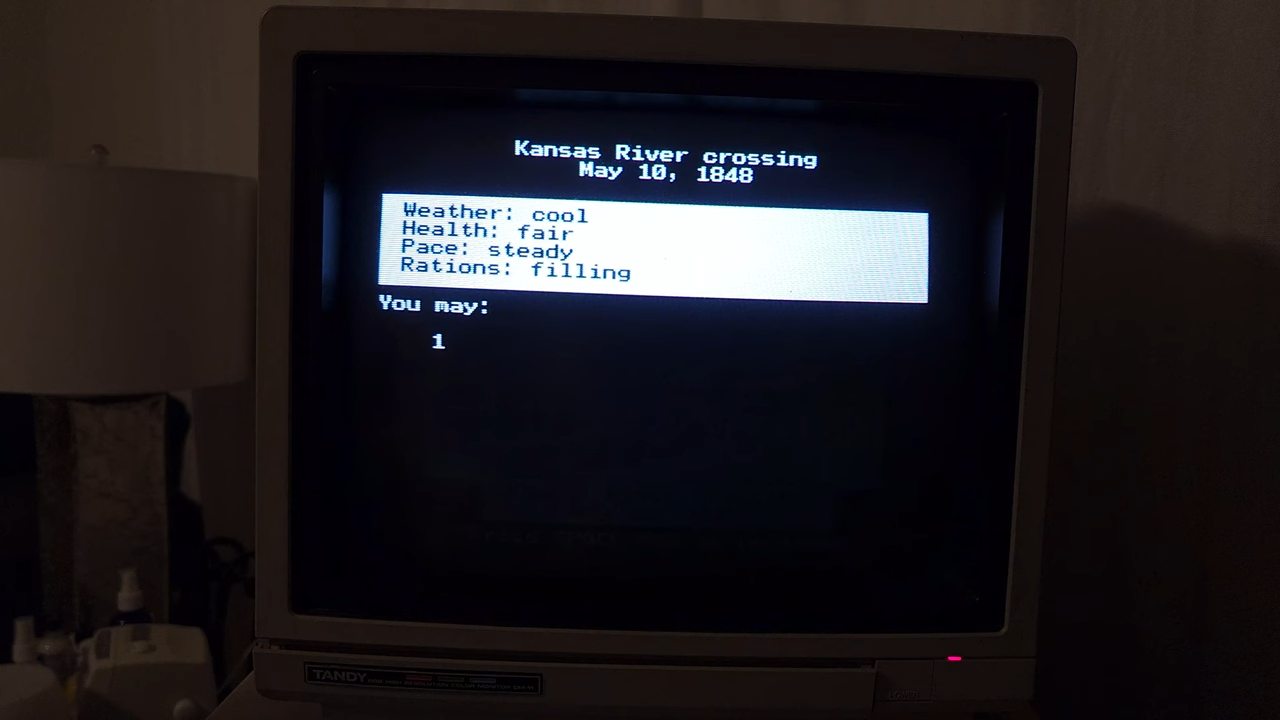 Kansas River crossing
May 10, 1848
Weather: cool
Health: fair
Pace: steady
Rations: filling
You may:
1
TANDY